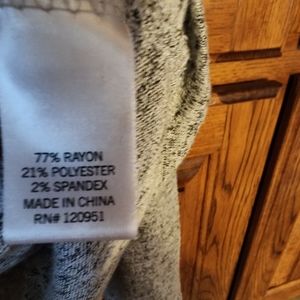 77% RAYON
21% POLYESTER
2% SPANDEX
MADE IN CHINA
RN# 120951